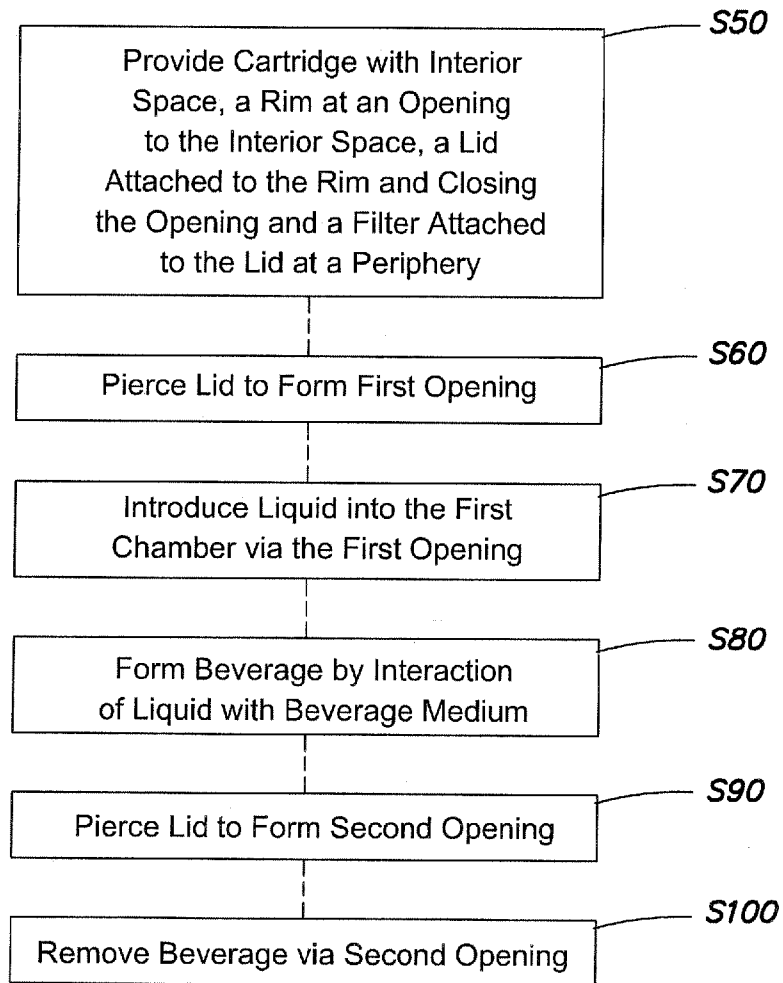 S50
Provide Cartridge with Interior
Space, a Rim at an Opening
to the Interior Space, a Lid
Attached to the Rim and Closing
the Opening and a Filter Attached
to the Lid at a Periphery
S60
Pierce Lid to Form First Opening
S70
Introduce Liquid into the First
Chamber via the First Opening
S80
Form Beverage by Interaction
of Liquid with Beverage Medium
S90
Pierce Lid to Form Second Opening
S100
Remove Beverage via Second Opening